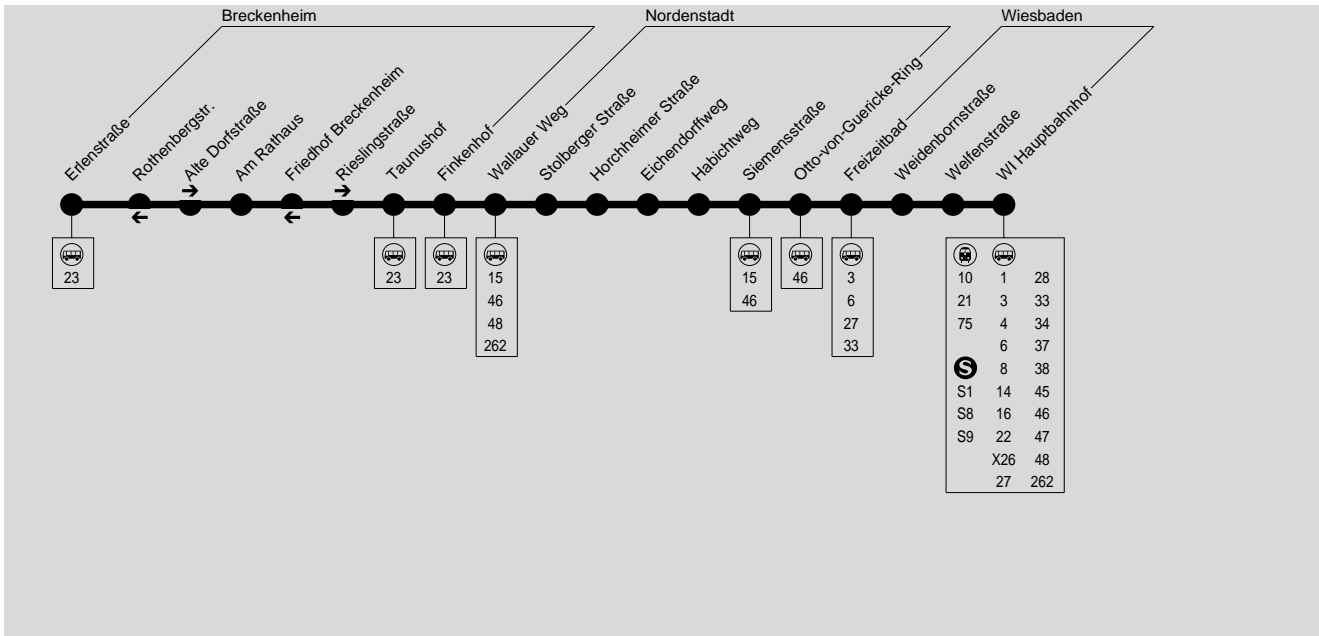 Breckenheim
Nordenstadt
Wiesbaden
Erlenstraße
Rothenbergstr.
Alte Dorfstraße
Am Rathaus
Friedhof Breckenheim
Rieslingstraße
Taunushof
Finkenhof
Wallauer Weg
Stolberger Straße
Horchheimer Straße
Eichendorffweg
Habichtweg
Siemensstraße
Otto-von-Guericke-Ring
Freizeitbad
Weidenbornstraße
Welfenstraße
WI Hauptbahnhof
23
23
23
15
46
48
262
15
46
46
3
6
27
33
10 1 28
21 3 33
75 4 34
6 37
S 8 38
S1 14 45
S8 16 46
S9 22 47
X26 48
27 262